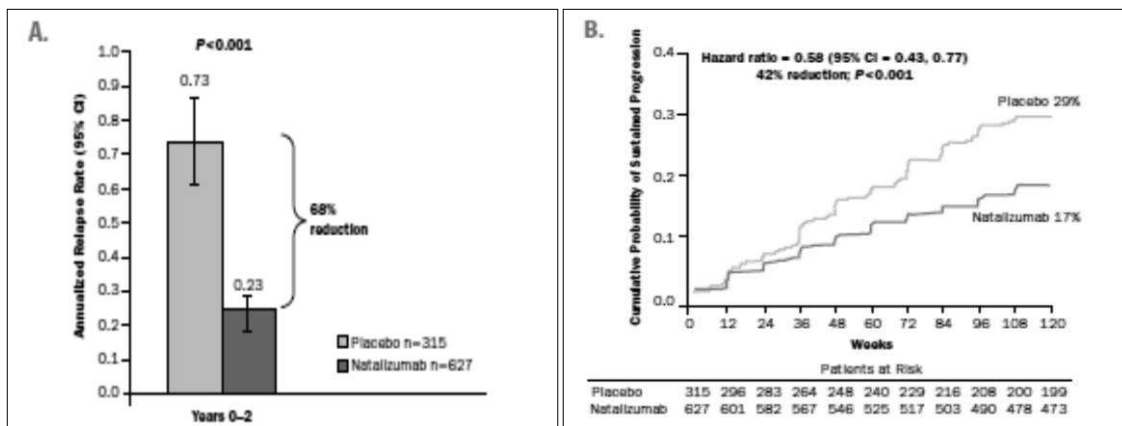 A.
P<0.001
Annualized Relapse Rate (95% CI)
1.0
0.9
0.8
0.7
0.6
0.5
0.4
0.3
0.2
0.1
0.0
0.73
0.23
68%
reduction
Placebo n=315
Natalizumab n=627
Years 0–2
B.
Cumulative Probability of Sustained Progression
0.4
0.3
0.2
0.1
0.0
Hazard ratio = 0.58 (95% CI = 0.43, 0.77)
42% reduction; P<0.001
Placebo 29%
Natalizumab 17%
0 12 24 36 48 60 72 84 96 108 120
Weeks
Patients at Risk
Placebo 315 296 283 264 248 240 229 216 208 200 199
Natalizumab 627 601 582 567 546 525 517 503 490 478 473